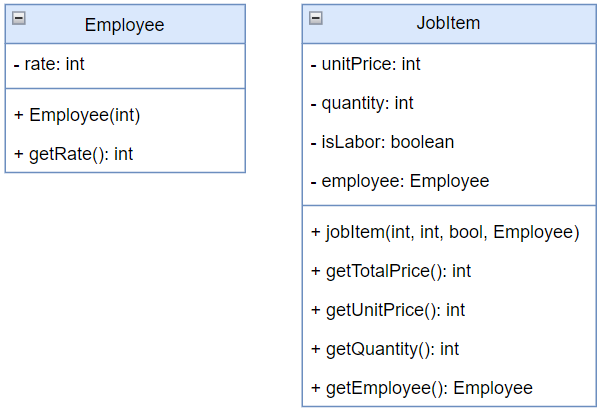 Employee
- rate: int
+ Employee(int)
+ getRate(): int
JobItem
- unitPrice: int
- quantity: int
- isLabor: boolean
- employee: Employee
+ jobItem(int, int, bool, Employee)
+ getTotalPrice(): int
+ getUnitPrice(): int
+ getQuantity(): int
+ getEmployee(): Employee